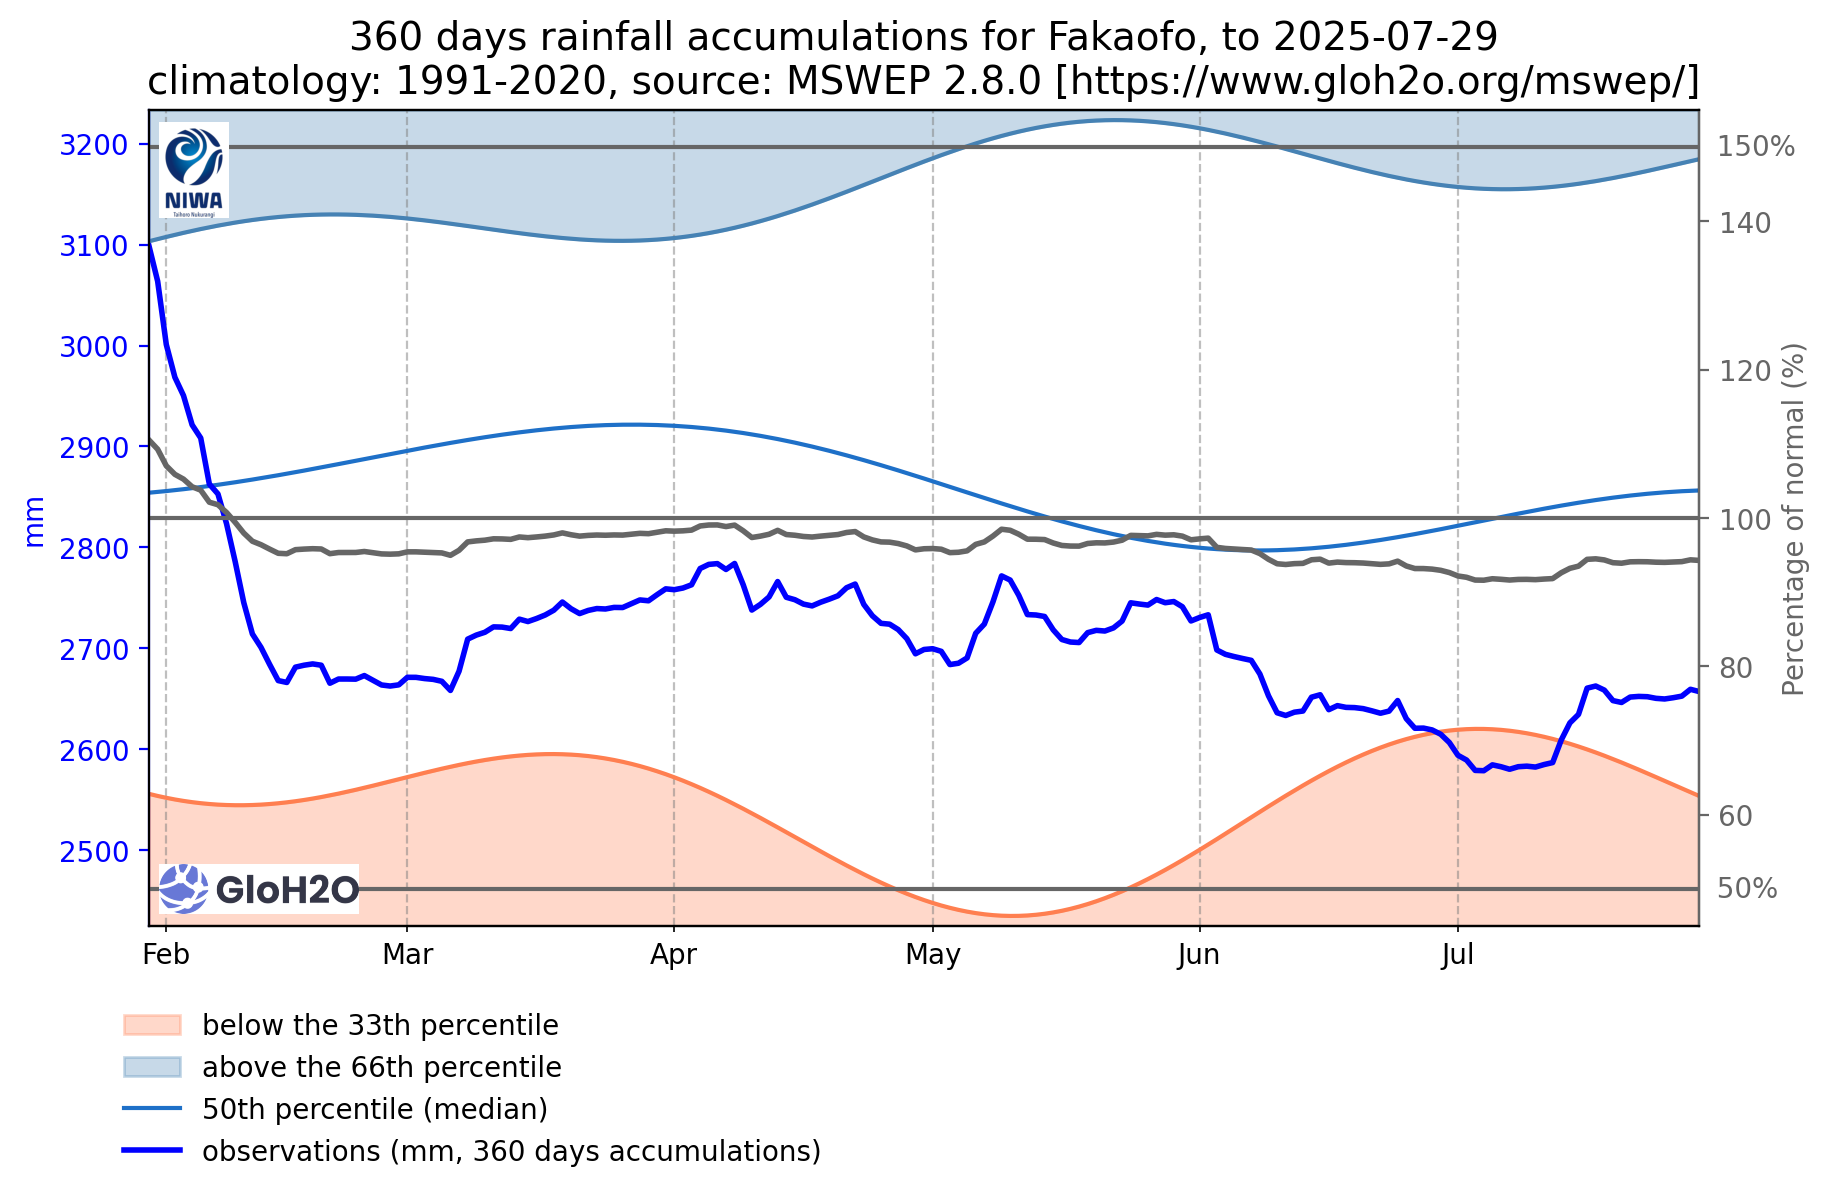 360 days rainfall accumulations for Fakaofo, to 2025-07-29
climatology: 1991-2020, source: MSWEP 2.8.0 [https://www.gloh2o.org/mswep/]
NIWA
Taihoro Nukurangi
3200
3100
3000
2900
2800
2700
2600
2500
mm
150%
140
120
100
80
60
50%
Percentage of normal (%)
GloH2O
Feb Mar Apr May Jun Jul
below the 33th percentile
above the 66th percentile
50th percentile (median)
observations (mm, 360 days accumulations)